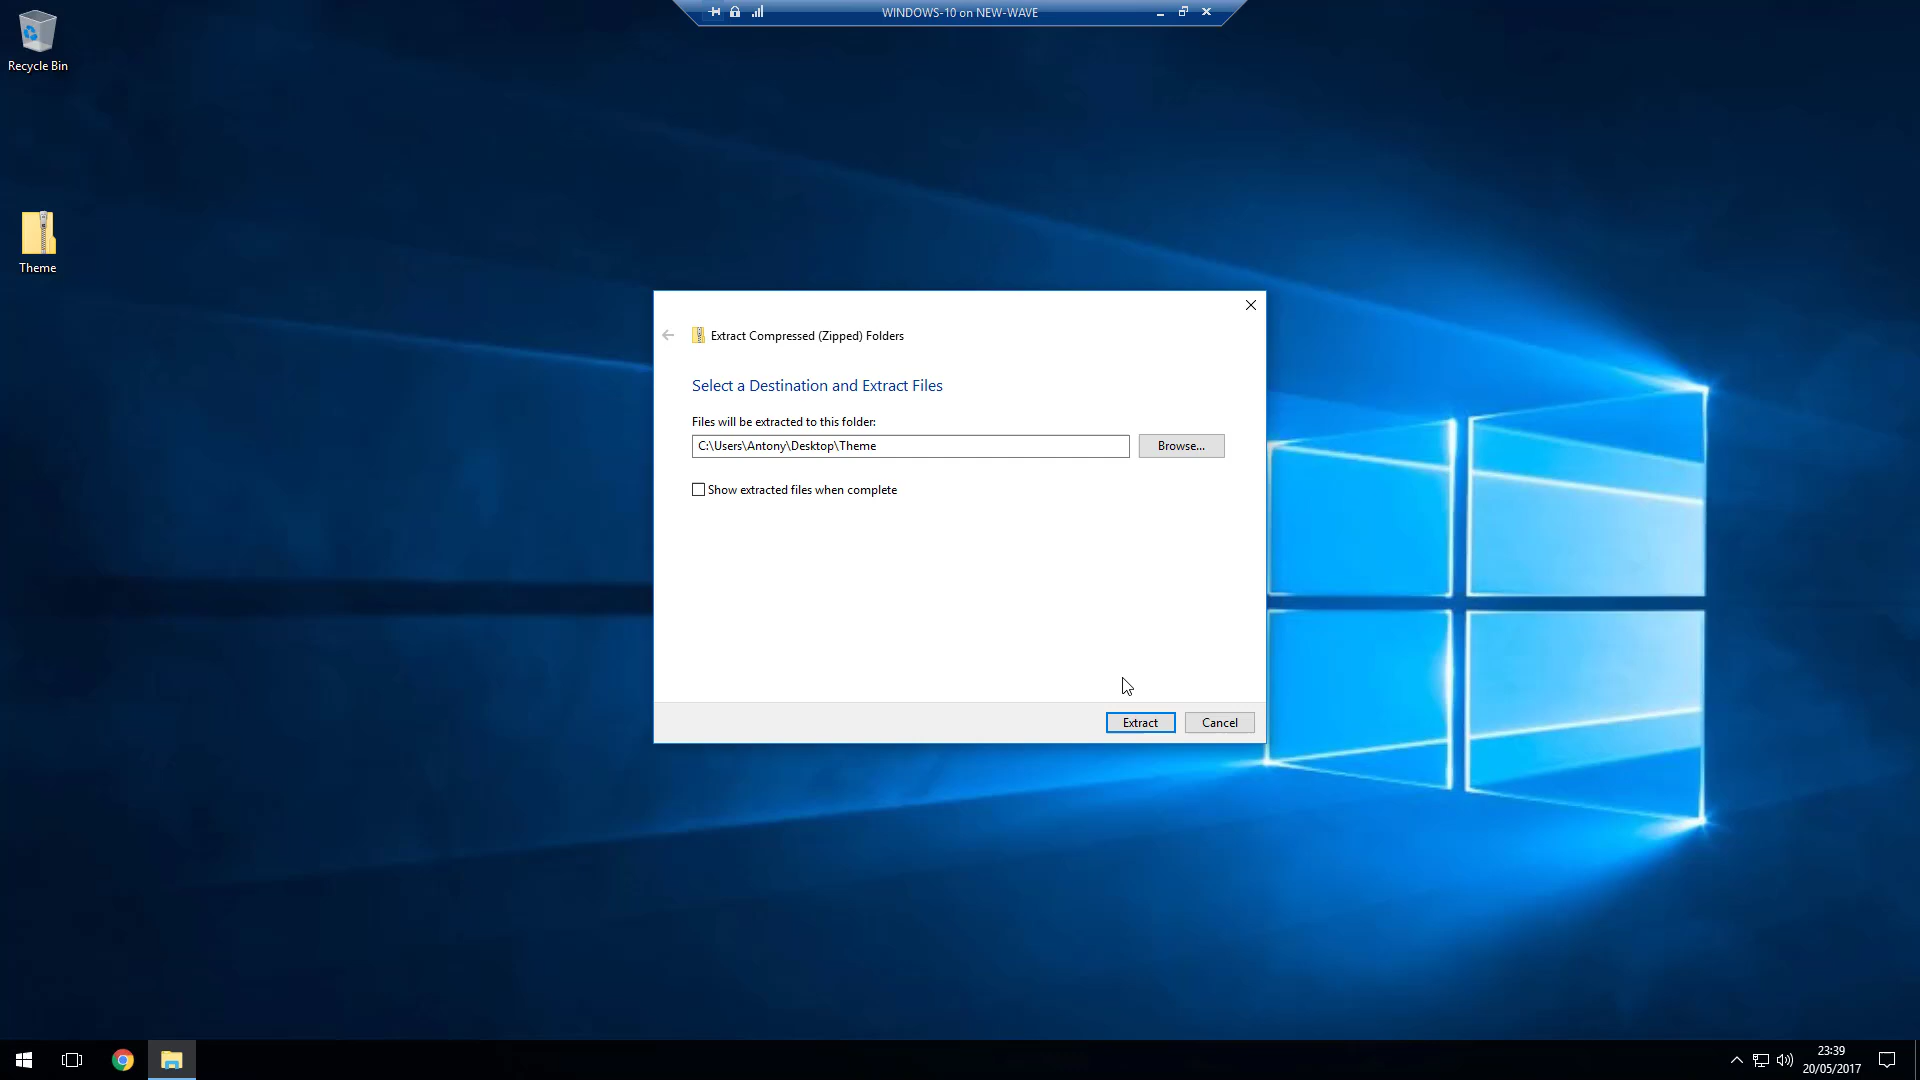 WINDOWS-10 on NEW-WAVE
Recycle Bin
Theme
Extract Compressed (Zipped) Folders
Select a Destination and Extract Files
Files will be extracted to this folder:
C:\Users\Antony\Desktop\Theme
Browse...
Show extracted files when complete
Extract
Cancel
23:39
20/05/2017